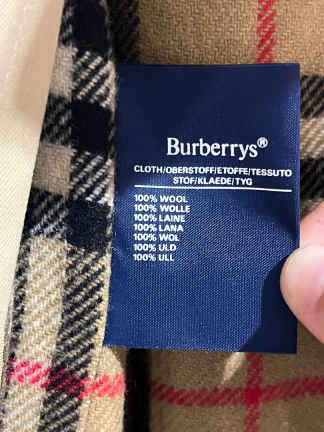 Burberrys®
CLOTH/OBERSTOFF/ETOFFE/TESSUTO
STOF/KLAEDE/TYG
100% WOOL
100% WOLLE
100% LAINE
100% LANA
100% WOL
100% ULD
100% ULL